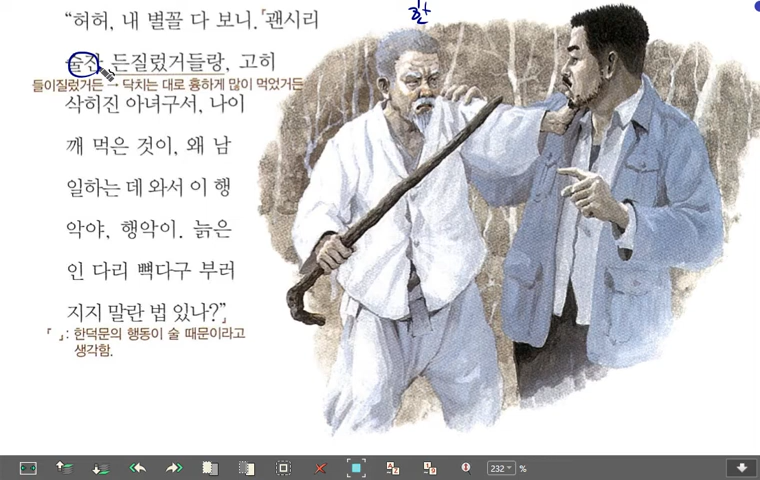 한
“허허, 내 별꼴 다 보니.「괜시리
술잔 든질렀거들랑, 고히
들이질렀거든 → 닥치는 대로 흉하게 많이 먹었거든
삭히진 아녀구서, 나이
깨 먹은 것이, 왜 남
일하는 데 와서 이 행
악야, 행악이. 늙은
인 다리 뼉다구 부러
지지 말란 법 있나?”」
「 」: 한덕문의 행동이 술 때문이라고
생각함.
232 %